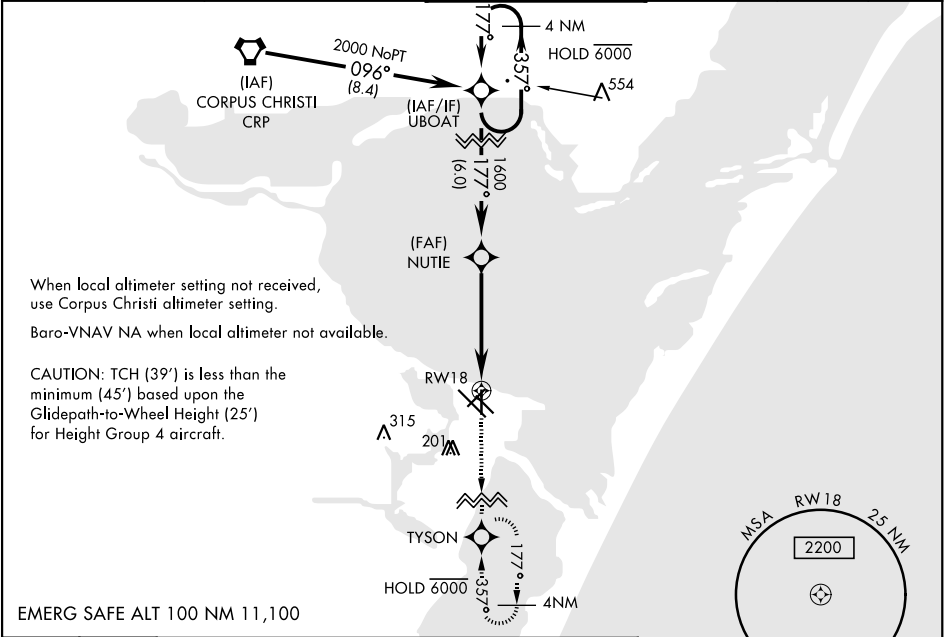 177°
4 NM
HOLD 6000
357°
554
2000 NoPT
096°
(8.4)
(IAF)
CORPUS CHRISTI
CRP
(IAF/IF)
UBOAT
1600
177°
(6.0)
(FAF)
NUTIE
When local altimeter setting not received,
use Corpus Christi altimeter setting.
Baro-VNAV NA when local altimeter not available.
CAUTION: TCH (39') is less than the
minimum (45') based upon the
Glidepath-to-Wheel Height (25')
for Height Group 4 aircraft.
RW18
315
201
TYSON
177°
HOLD 6000
357°
4NM
MSA RW18 25 NM
2200
EMERG SAFE ALT 100 NM 11,100